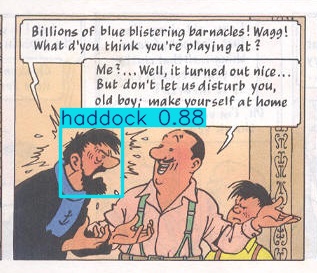 Billions of blue blistering barnacles! Wagg!
What d'you think you're playing at?
Me?...Well, it turned out nice...
But don't let us disturb you,
old boy; make yourself at home
haddock 0.88